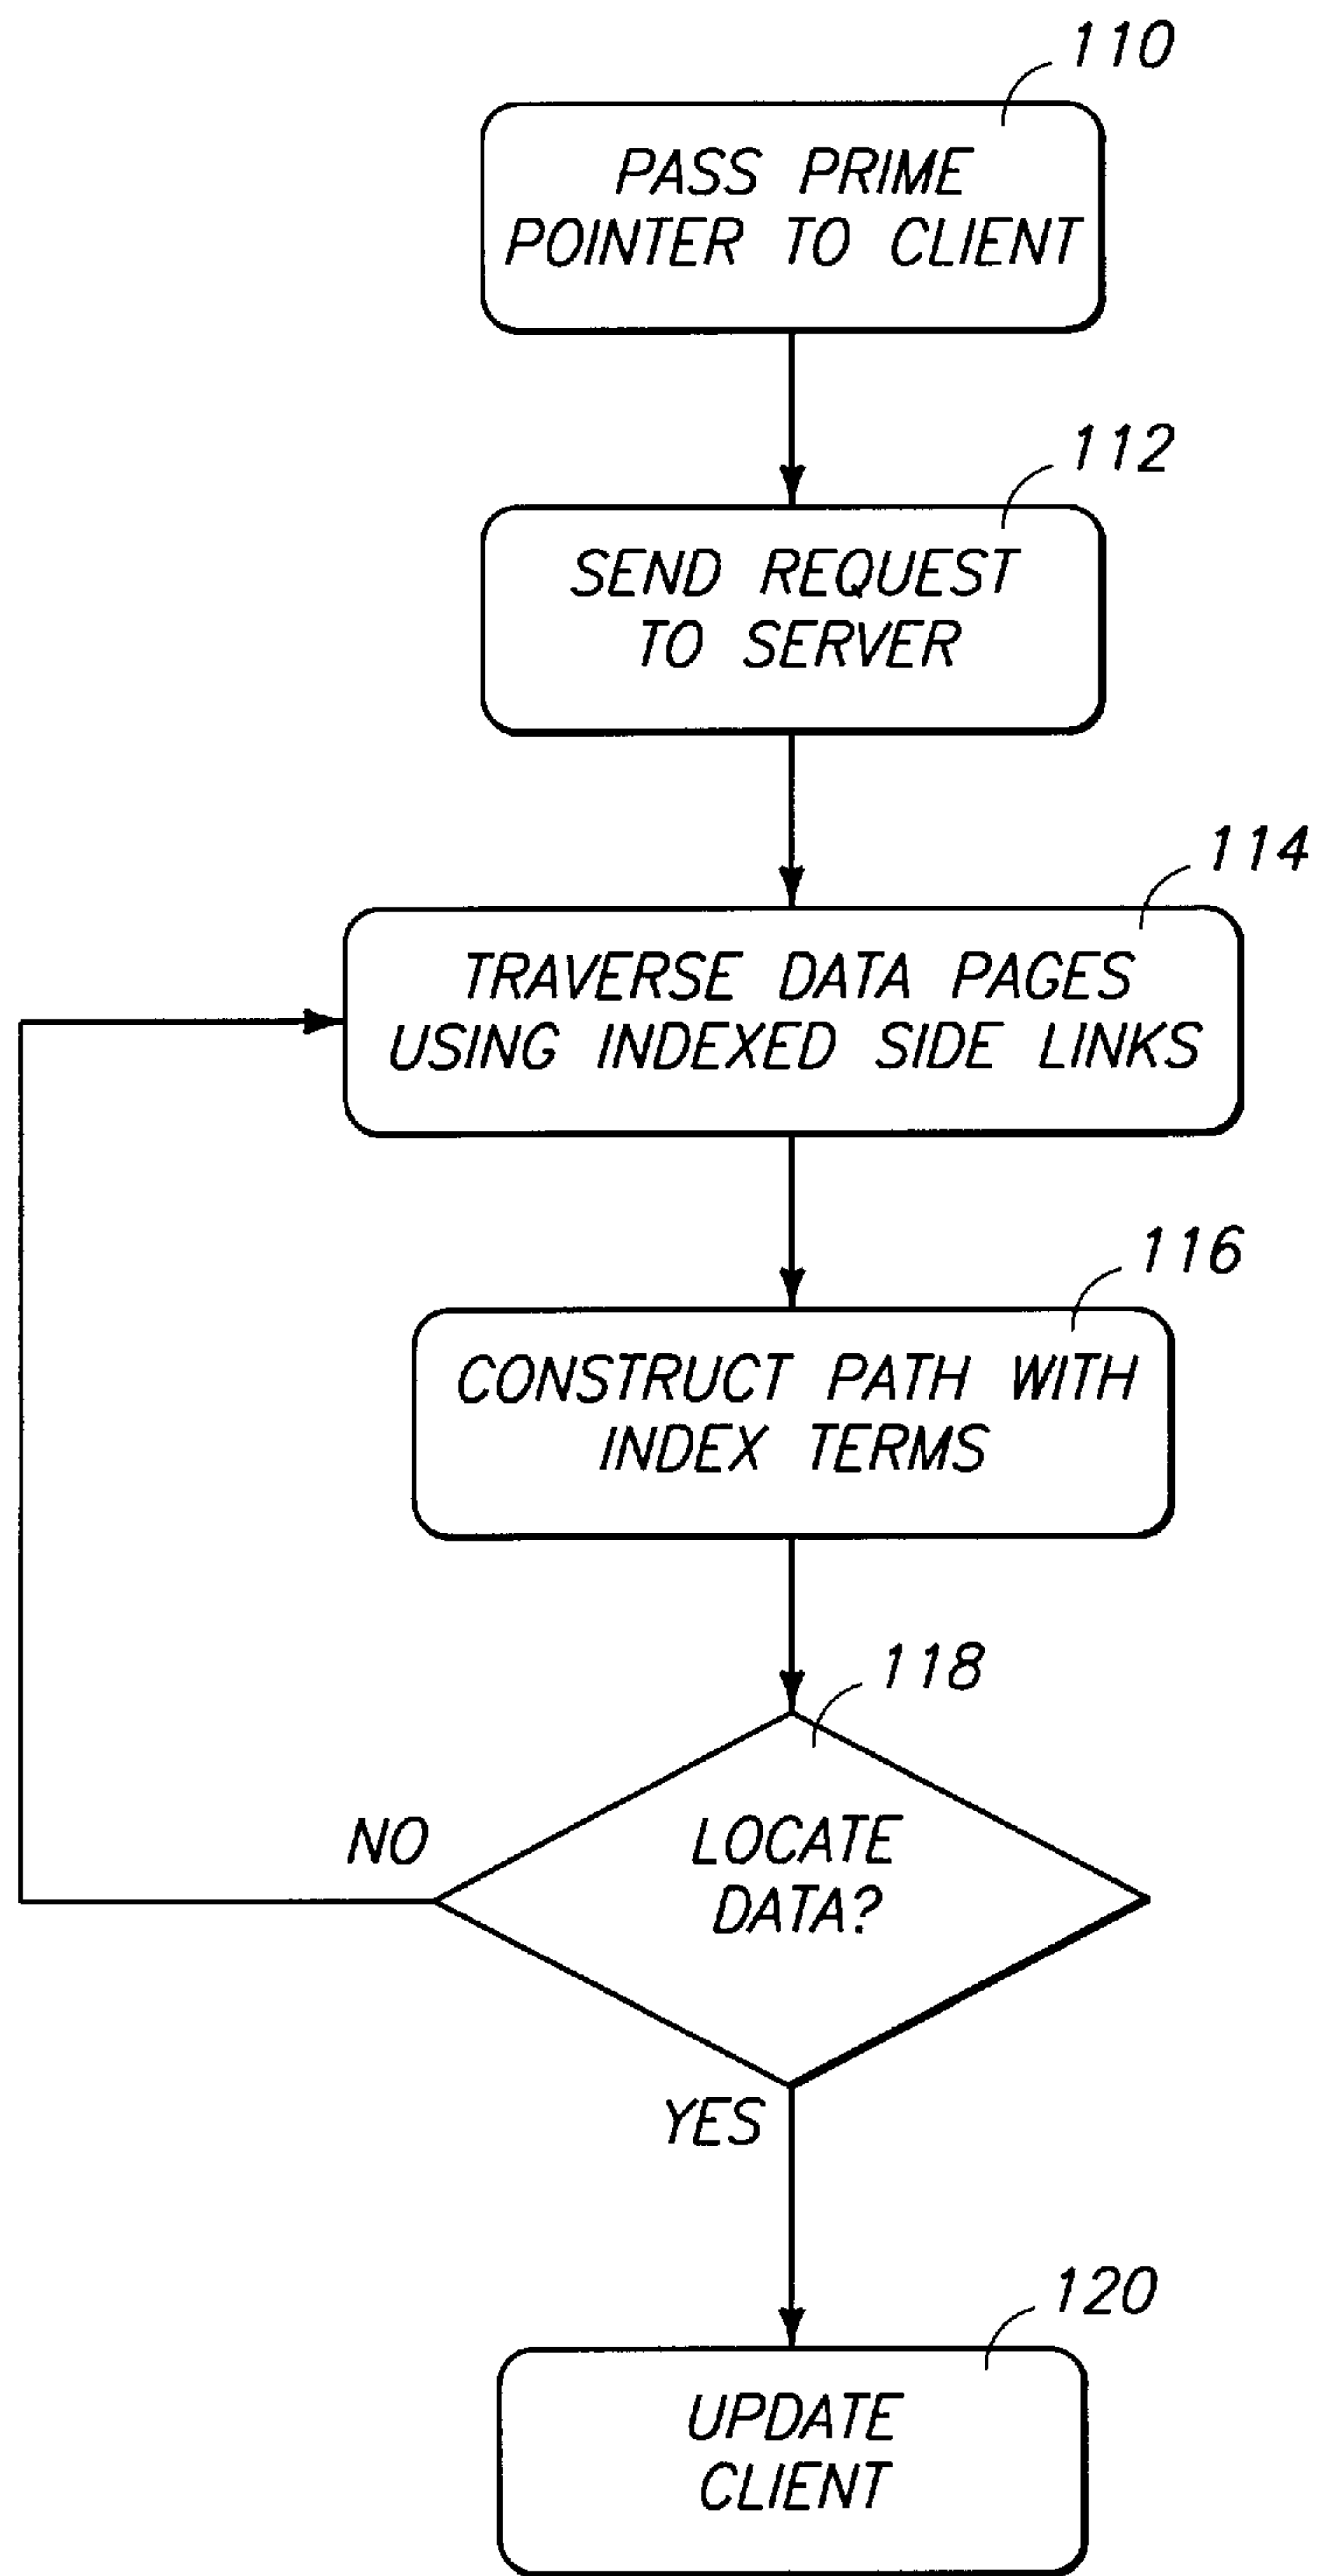 110
PASS PRIME
POINTER TO CLIENT
112
SEND REQUEST
TO SERVER
114
TRAVERSE DATA PAGES
USING INDEXED SIDE LINKS
116
CONSTRUCT PATH WITH
INDEX TERMS
118
LOCATE
DATA?
NO
YES
120
UPDATE
CLIENT